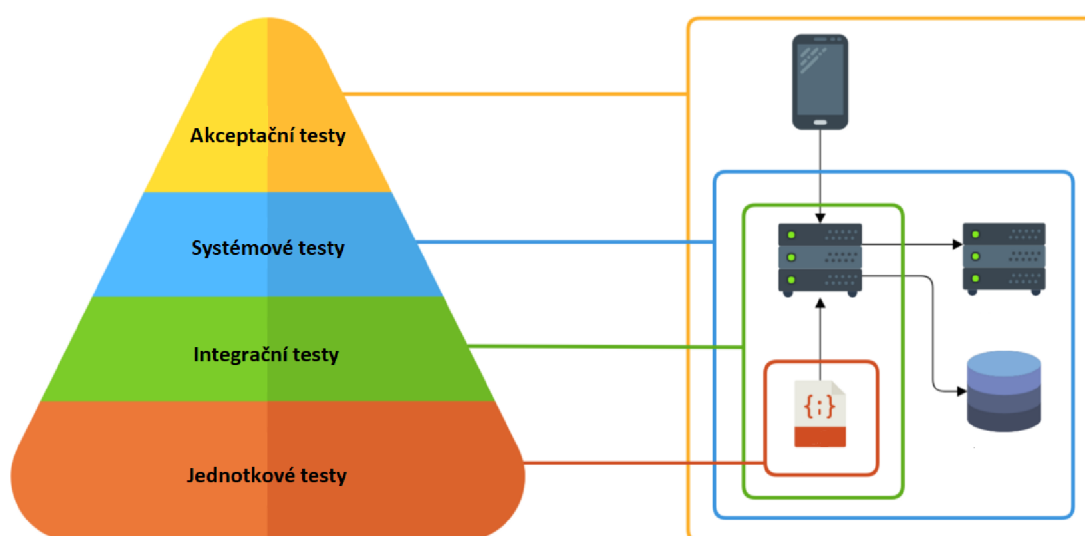 Akceptační testy
Systémové testy
Integrační testy
{;}
Jednotkové testy